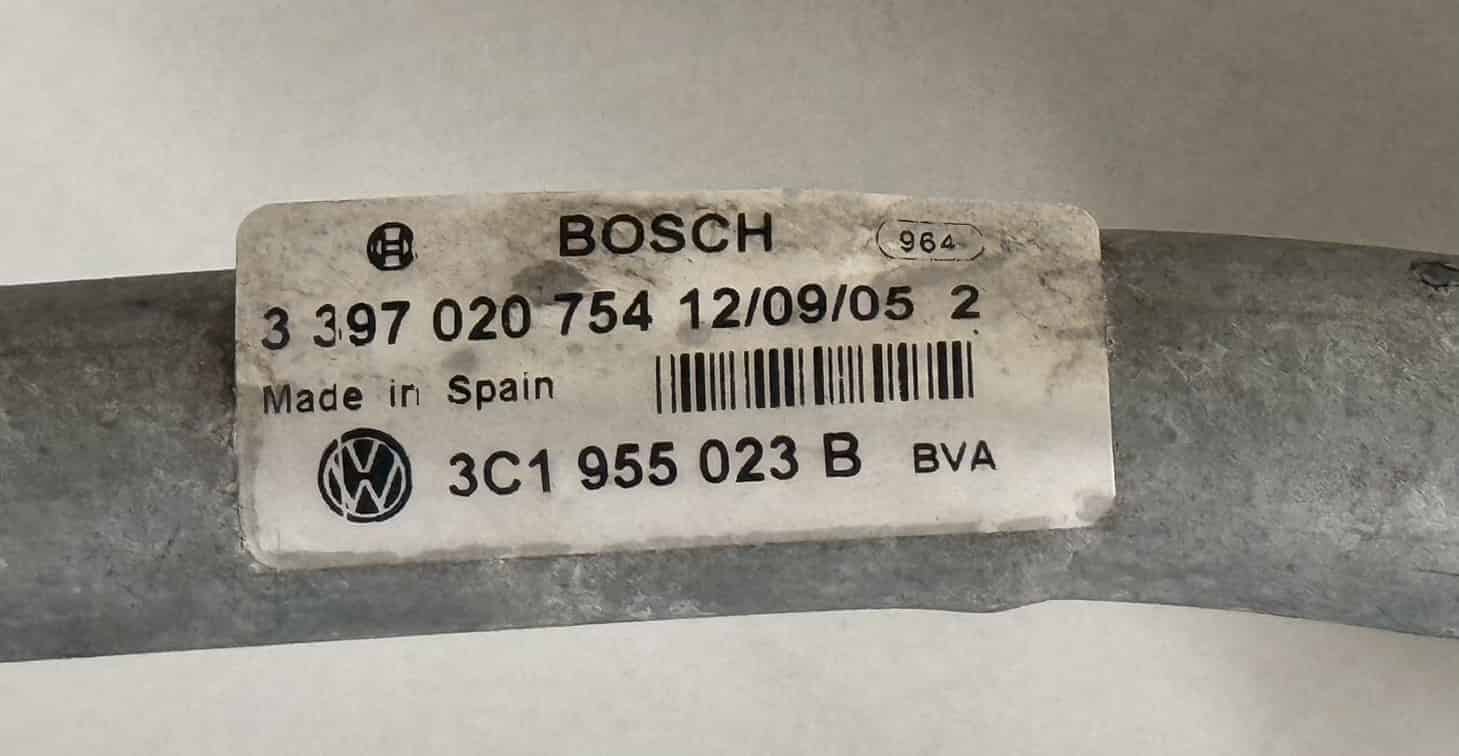 BOSCH 964
3 397 020 754 12/09/05 2
Made in Spain
3C1 955 023 B BVA